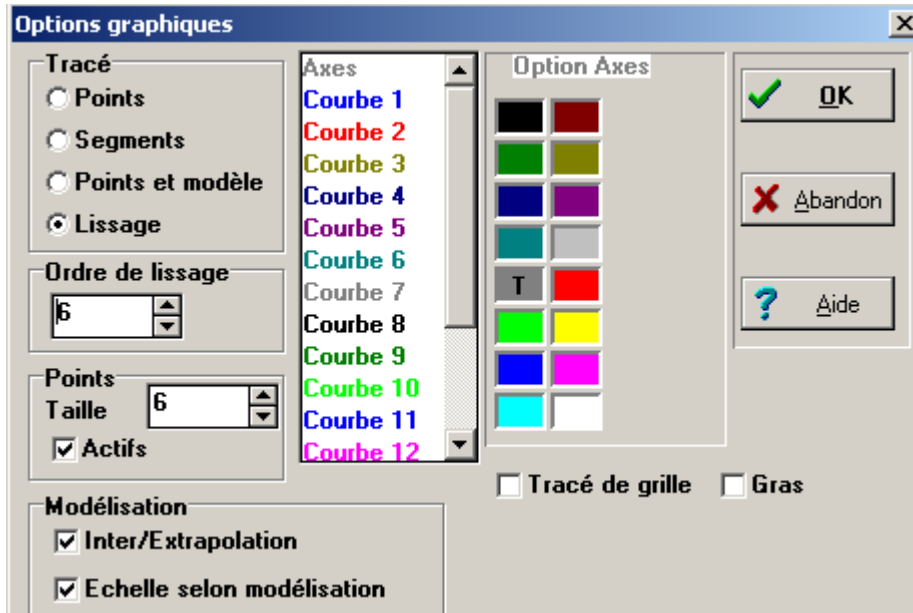 Options graphiques
Tracé
Points
Segments
Points et modèle
Lissage
Ordre de lissage
6
Points
Taille
6
Actifs
Modélisation
Inter/Extrapolation
Echelle selon modélisation
Axes
Courbe 1
Courbe 2
Courbe 3
Courbe 4
Courbe 5
Courbe 6
Courbe 7
Courbe 8
Courbe 9
Courbe 10
Courbe 11
Courbe 12
Option Axes
T
Tracé de grille
Gras
OK
Abandon
Aide